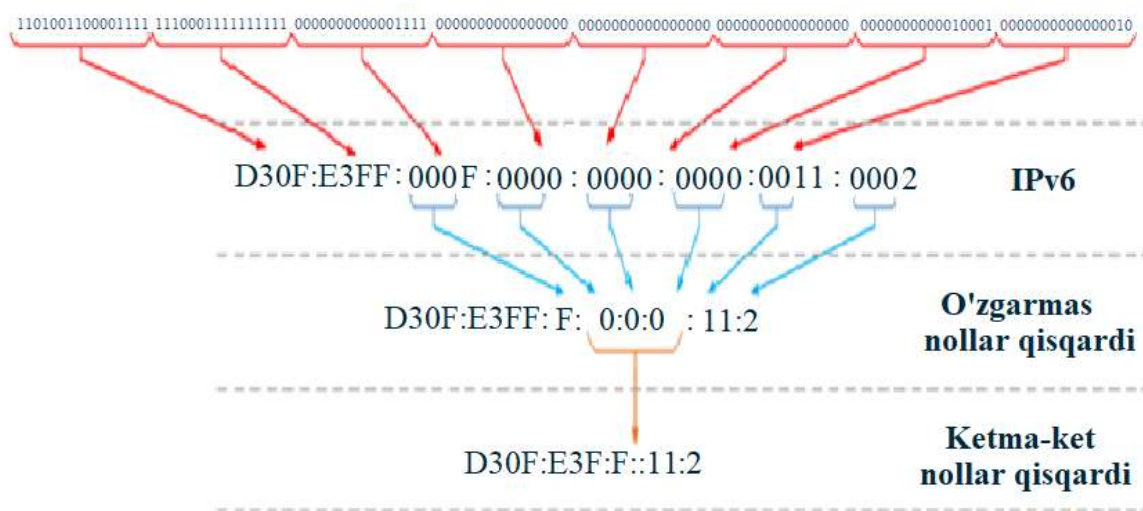 1101001100001111 1110001111111111 0000000000001111 0000000000000000 0000000000000000 0000000000000000 0000000000010001 0000000000000010
D30F:E3FF:000F:0000:0000:0000:0011:0002 IPv6
D30F:E3FF:F:0:0:0:11:2
O'zgarmas
nollar qisqardi
D30F:E3F:F::11:2
Ketma-ket
nollar qisqardi